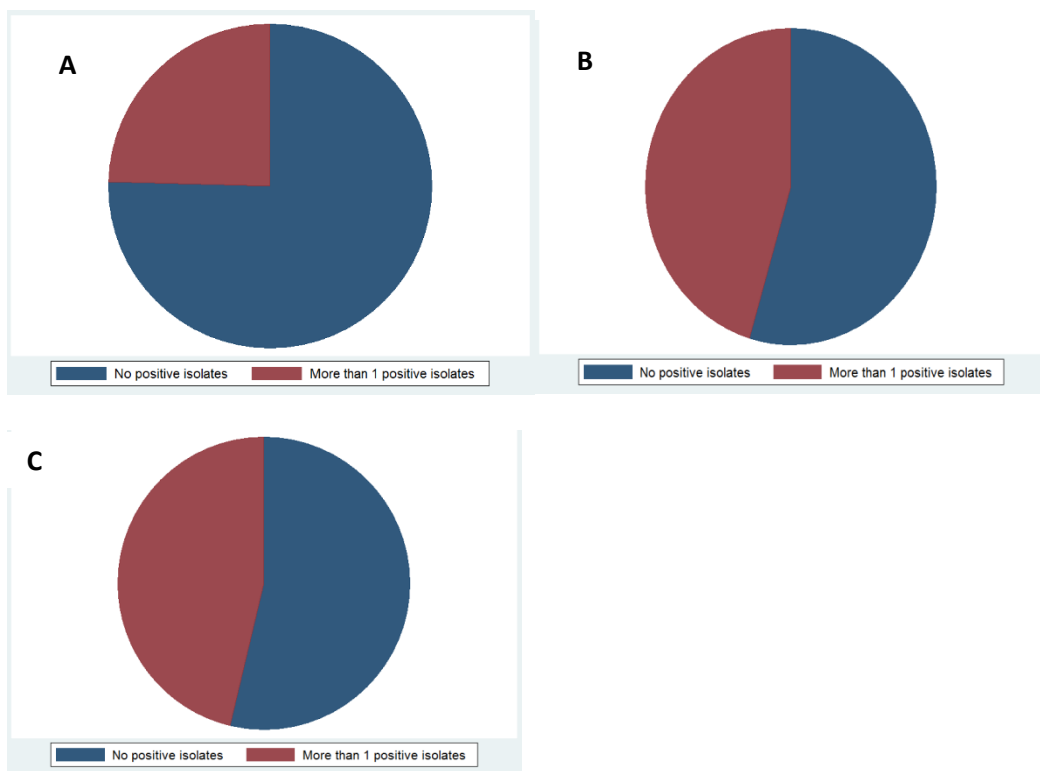 A
B
No positive isolates More than 1 positive isolates
No positive isolates More than 1 positive isolates
C
No positive isolates More than 1 positive isolates